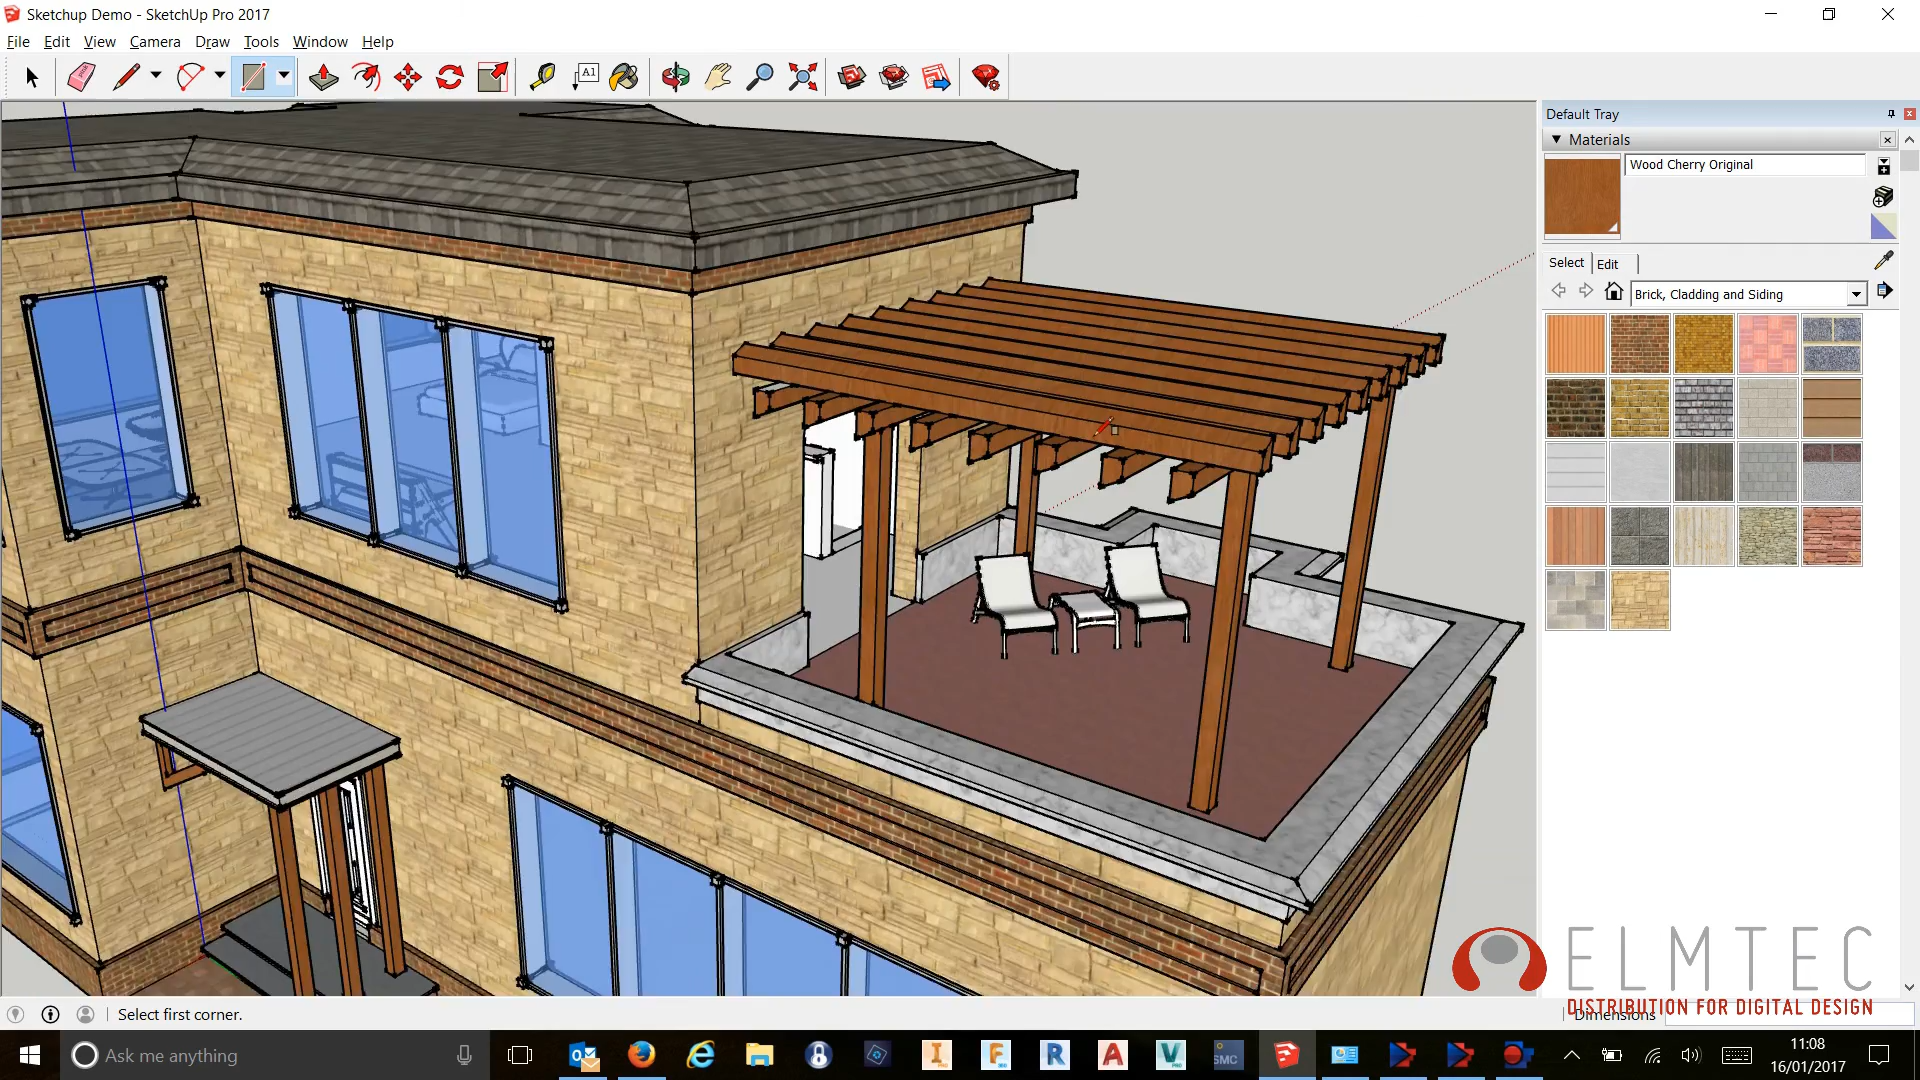 Sketchup Demo - SketchUp Pro 2017
File Edit View Camera Draw Tools Window Help
A1
Default Tray
Materials
Wood Cherry Original
Select Edit
Brick, Cladding and Siding
ELMTEC
DISTRIBUTION FOR DIGITAL DESIGN
Select first corner.
Dimensions
Ask me anything
I F R A V SMC
11:08
16/01/2017